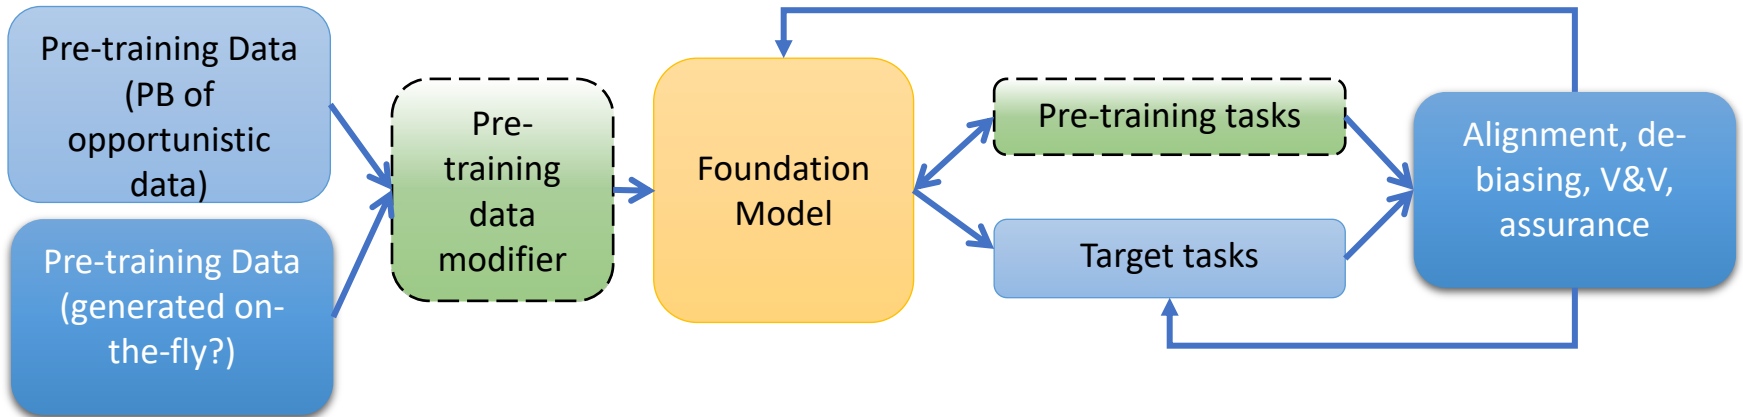 Pre-training Data
(PB of
opportunistic
data)
Pre-training Data
(generated on-
the-fly?)
Pre-
training
data
modifier
Foundation
Model
Pre-training tasks
Target tasks
Alignment, de-
biasing, V&V,
assurance